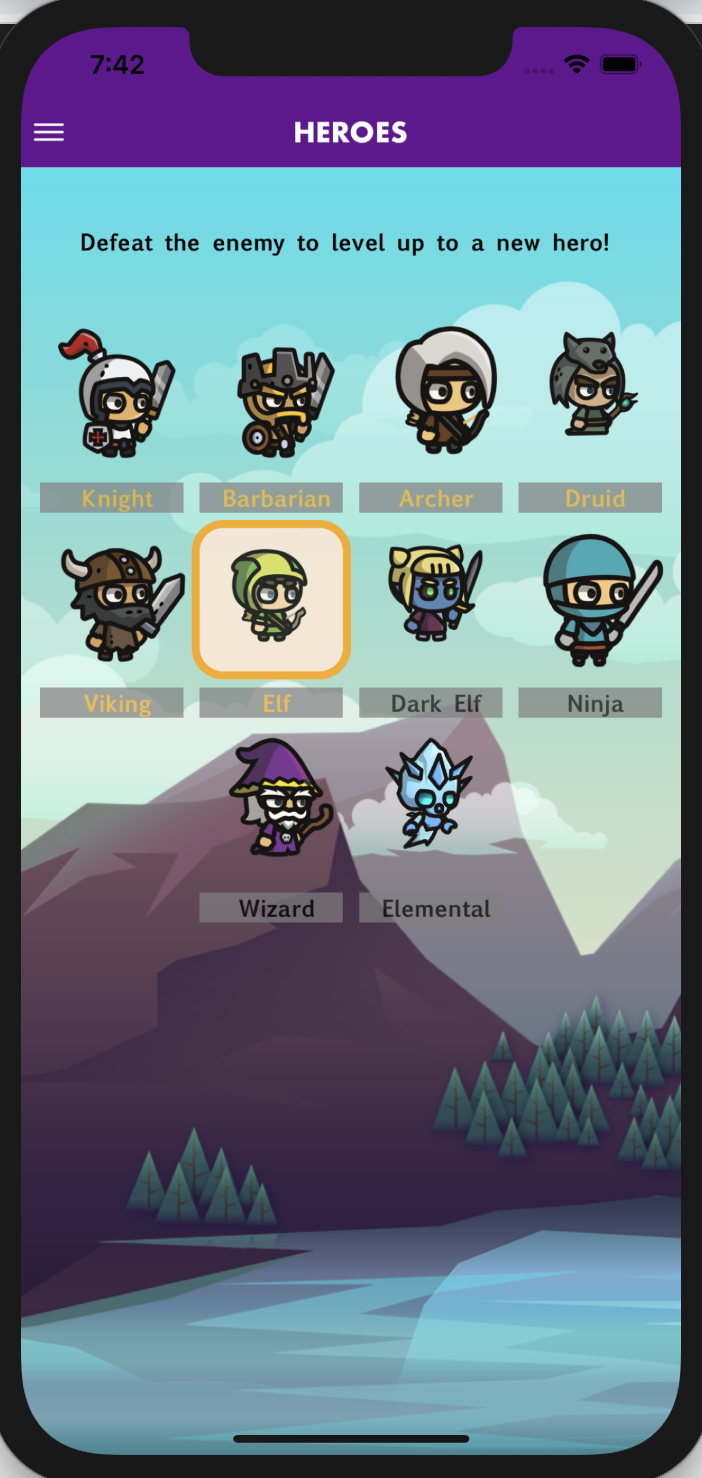 7:42
HEROES
Defeat the enemy to level up to a new hero!
Knight
Barbarian
Archer
Druid
Viking
Elf
Dark Elf
Ninja
Wizard
Elemental